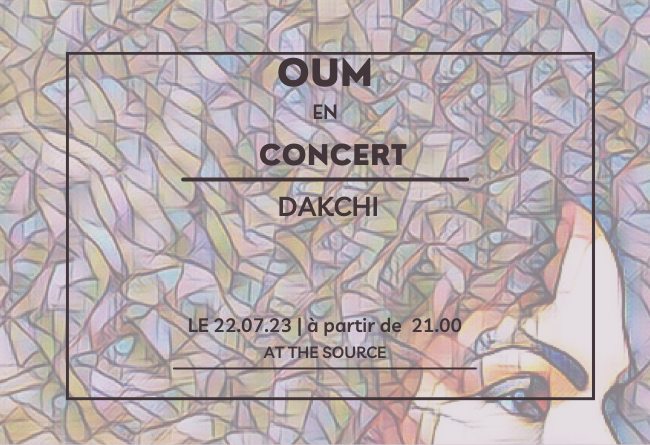 OUM
EN
CONCERT
DAKCHI
LE 22.07.23 | à partir de 21.00
AT THE SOURCE